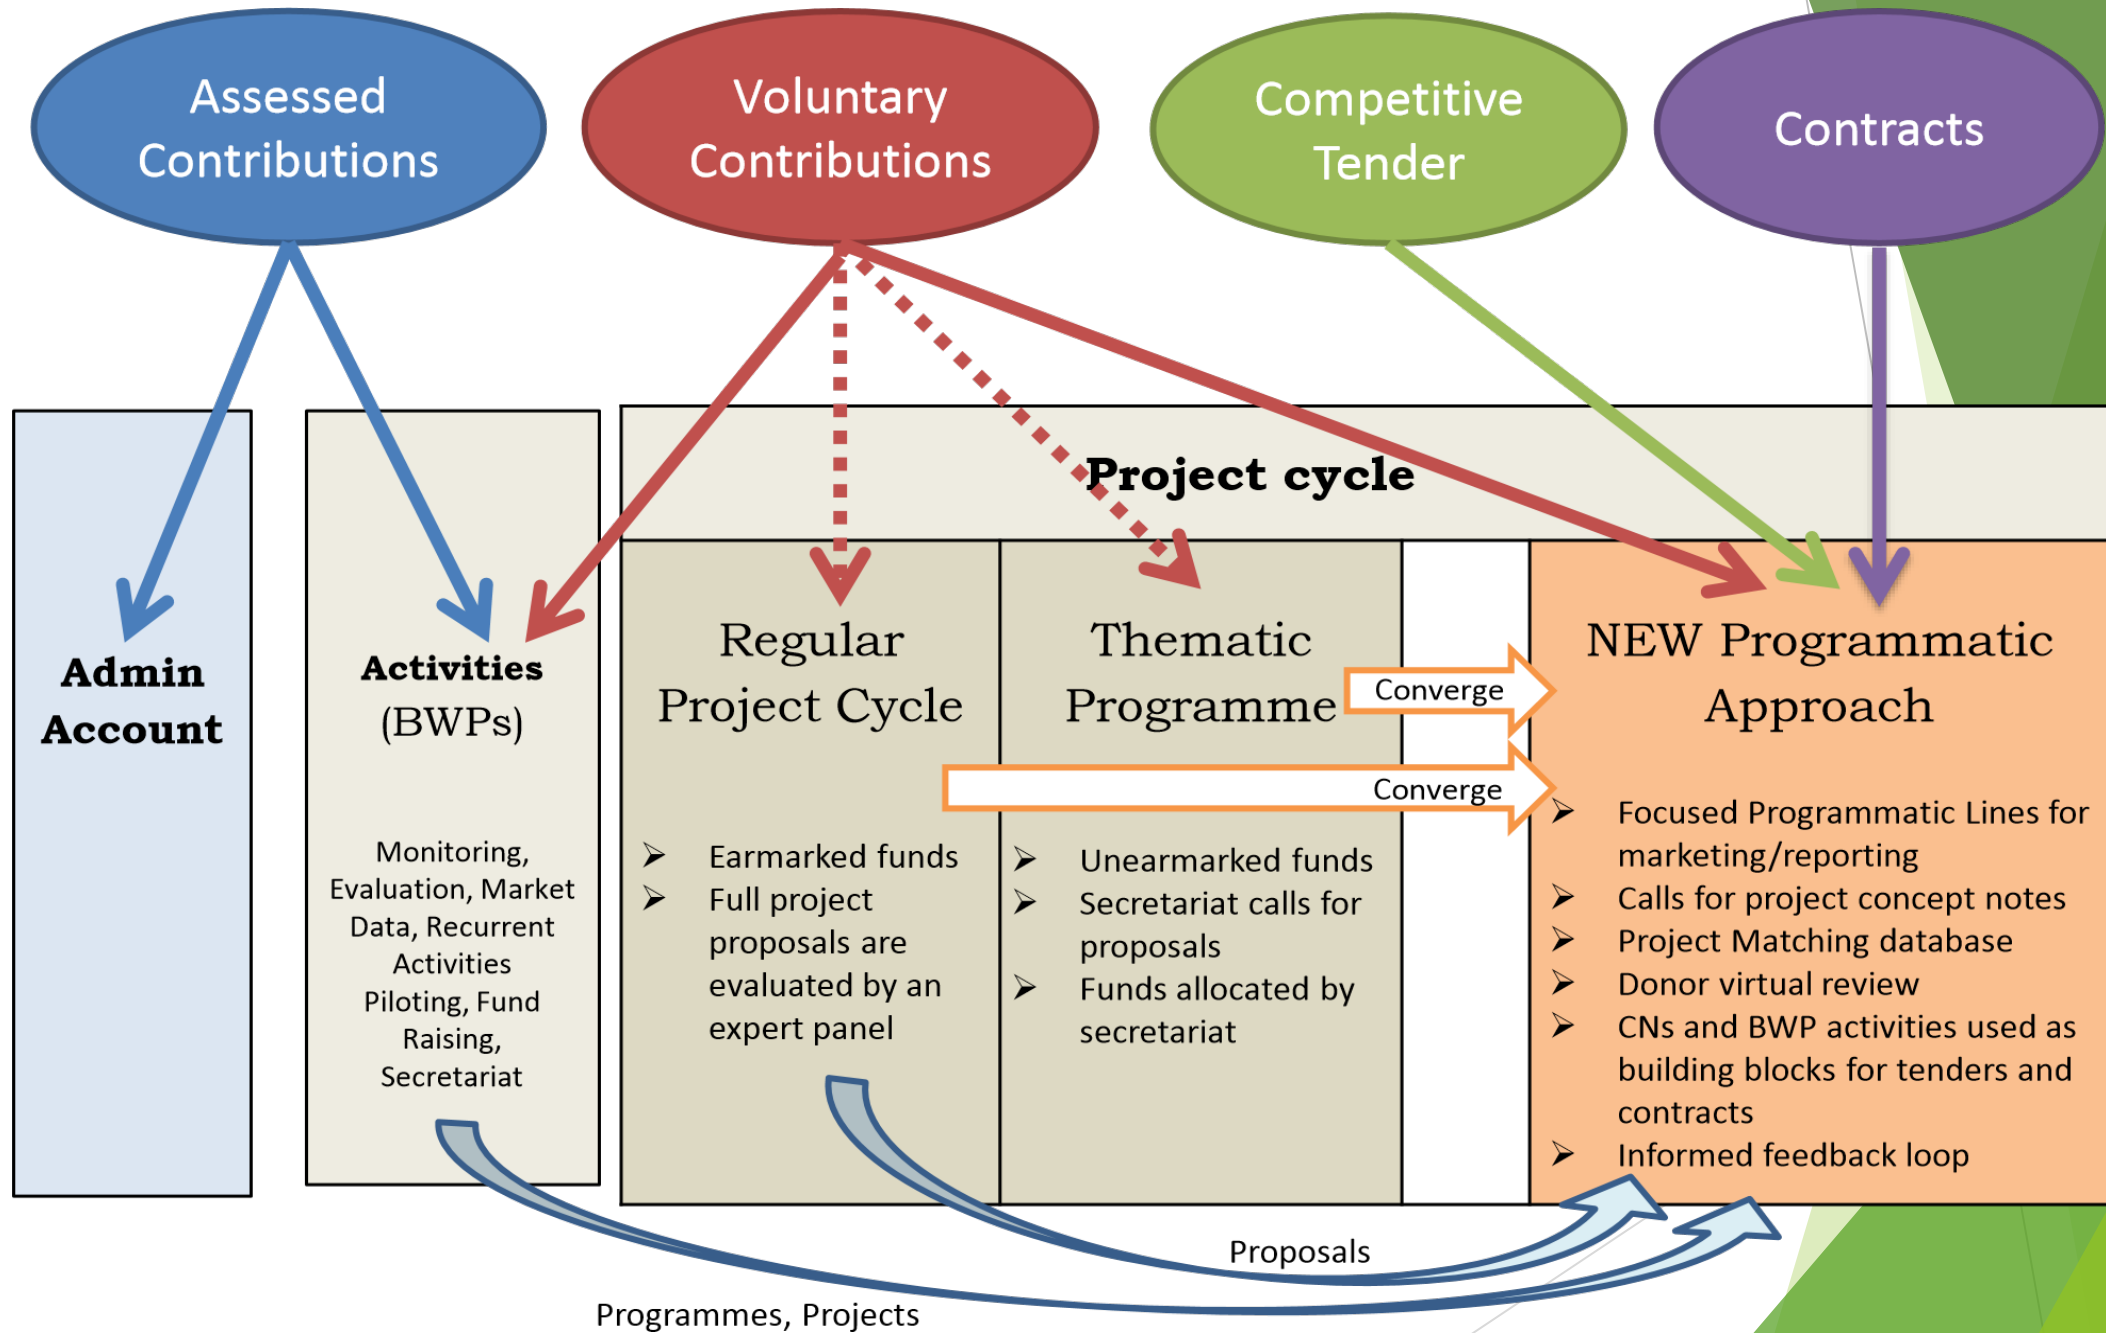 Assessed
Contributions
Voluntary
Contributions
Competitive
Tender
Contracts
Project cycle
Admin
Account
Activities
(BWPs)
Monitoring,
Evaluation, Market
Data, Recurrent
Activities
Piloting, Fund
Raising,
Secretariat
Regular
Project Cycle
➢ Earmarked funds
➢ Full project
proposals are
evaluated by an
expert panel
Thematic
Programme
➢ Unearmarked funds
➢ Secretariat calls for
proposals
➢ Funds allocated by
secretariat
Converge
Converge
NEW Programmatic
Approach
➢ Focused Programmatic Lines for
marketing/reporting
➢ Calls for project concept notes
➢ Project Matching database
➢ Donor virtual review
➢ CNs and BWP activities used as
building blocks for tenders and
contracts
➢ Informed feedback loop
Proposals
Programmes, Projects